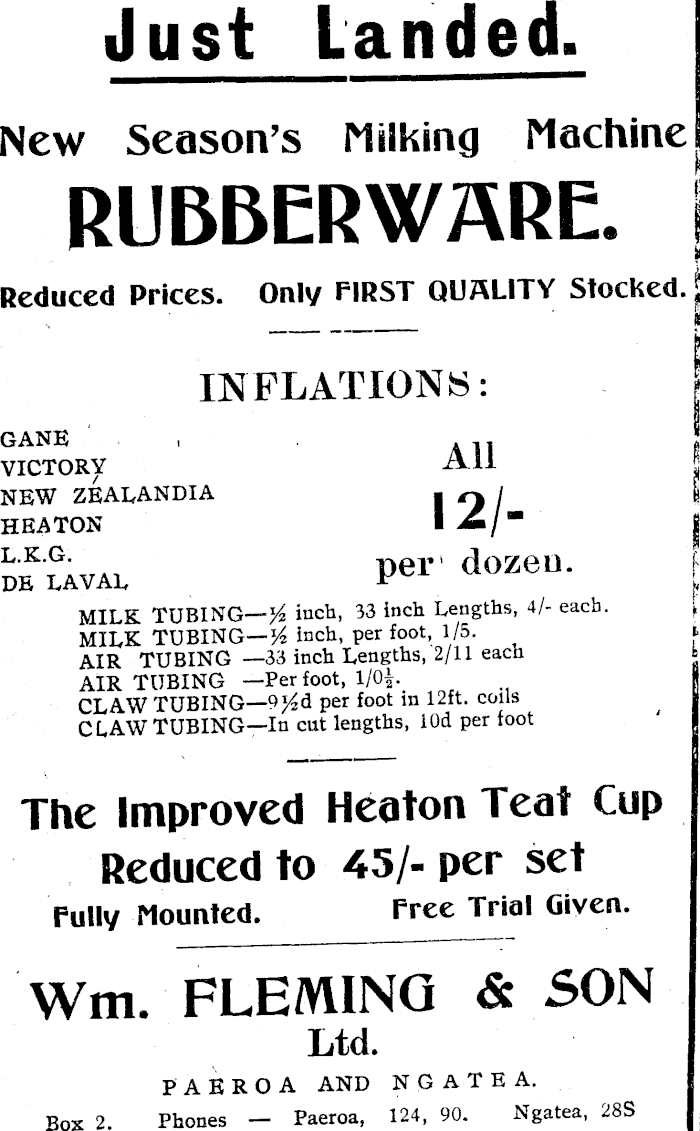 Just Landed.
New Season's Milking Machine
RUBBERWARE.
Reduced Prices. Only FIRST QUALITY Stocked.
INFLATIONS:
GANE
VICTORY
NEW ZEALANDIA
HEATON
L.K.G.
DE LAVAL
All
12/-
per dozen.
MILK TUBING—½ inch, 33 inch Lengths, 4/- each.
MILK TUBING—½ inch, per foot, 1/5.
AIR TUBING —33 inch Lengths, 2/11 each
AIR TUBING —Per foot, 1/0½.
CLAW TUBING—9½d per foot in 12ft. coils
CLAW TUBING—In cut lengths, 10d per foot
The Improved Heaton Teat Cup
Reduced to 45/- per set
Fully Mounted. Free Trial Given.
Wm. FLEMING & SON
Ltd.
PAEROA AND NGATEA.
Box 2. Phones — Paeroa, 124, 90. Ngatea, 28S